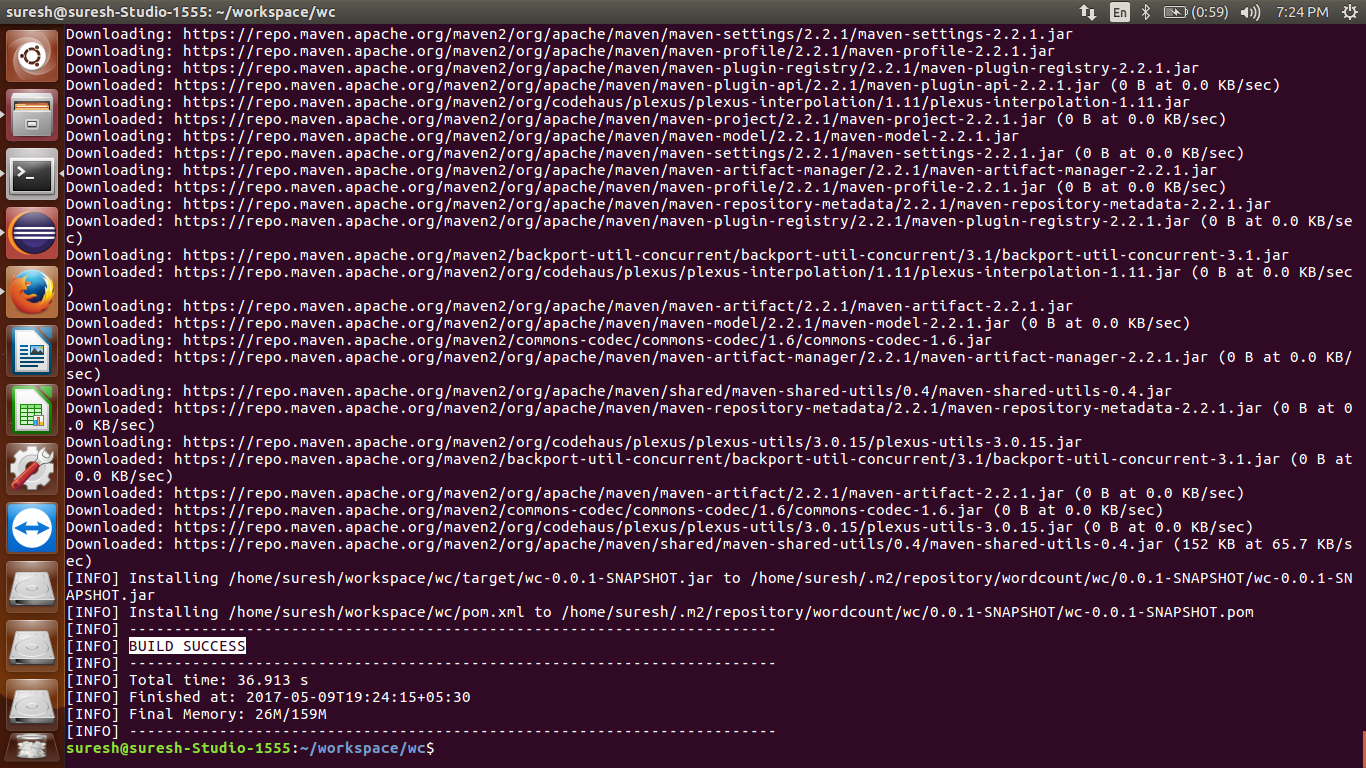 suresh@suresh-Studio-1555: ~/workspace/wc En (0:59) 7:24 PM
Downloading: https://repo.maven.apache.org/maven2/org/apache/maven/maven-settings/2.2.1/maven-settings-2.2.1.jar
Downloading: https://repo.maven.apache.org/maven2/org/apache/maven/maven-profile/2.2.1/maven-profile-2.2.1.jar
Downloading: https://repo.maven.apache.org/maven2/org/apache/maven/maven-plugin-registry/2.2.1/maven-plugin-registry-2.2.1.jar
Downloaded: https://repo.maven.apache.org/maven2/org/apache/maven/maven-plugin-api/2.2.1/maven-plugin-api-2.2.1.jar (0 B at 0.0 KB/sec)
Downloading: https://repo.maven.apache.org/maven2/org/codehaus/plexus/plexus-interpolation/1.11/plexus-interpolation-1.11.jar
Downloaded: https://repo.maven.apache.org/maven2/org/apache/maven/maven-project/2.2.1/maven-project-2.2.1.jar (0 B at 0.0 KB/sec)
Downloading: https://repo.maven.apache.org/maven2/org/apache/maven/maven-model/2.2.1/maven-model-2.2.1.jar
Downloaded: https://repo.maven.apache.org/maven2/org/apache/maven/maven-settings/2.2.1/maven-settings-2.2.1.jar (0 B at 0.0 KB/sec)
Downloading: https://repo.maven.apache.org/maven2/org/apache/maven/maven-artifact-manager/2.2.1/maven-artifact-manager-2.2.1.jar
Downloaded: https://repo.maven.apache.org/maven2/org/apache/maven/maven-profile/2.2.1/maven-profile-2.2.1.jar (0 B at 0.0 KB/sec)
Downloading: https://repo.maven.apache.org/maven2/org/apache/maven/maven-repository-metadata/2.2.1/maven-repository-metadata-2.2.1.jar
Downloaded: https://repo.maven.apache.org/maven2/org/apache/maven/maven-plugin-registry/2.2.1/maven-plugin-registry-2.2.1.jar (0 B at 0.0 KB/se
c)
Downloading: https://repo.maven.apache.org/maven2/backport-util-concurrent/backport-util-concurrent/3.1/backport-util-concurrent-3.1.jar
Downloaded: https://repo.maven.apache.org/maven2/org/codehaus/plexus/plexus-interpolation/1.11/plexus-interpolation-1.11.jar (0 B at 0.0 KB/sec
)
Downloading: https://repo.maven.apache.org/maven2/org/apache/maven/maven-artifact/2.2.1/maven-artifact-2.2.1.jar
Downloaded: https://repo.maven.apache.org/maven2/org/apache/maven/maven-model/2.2.1/maven-model-2.2.1.jar (0 B at 0.0 KB/sec)
Downloading: https://repo.maven.apache.org/maven2/commons-codec/commons-codec/1.6/commons-codec-1.6.jar
Downloaded: https://repo.maven.apache.org/maven2/org/apache/maven/maven-artifact-manager/2.2.1/maven-artifact-manager-2.2.1.jar (0 B at 0.0 KB/
sec)
Downloading: https://repo.maven.apache.org/maven2/org/apache/maven/shared/maven-shared-utils/0.4/maven-shared-utils-0.4.jar
Downloaded: https://repo.maven.apache.org/maven2/org/apache/maven/maven-repository-metadata/2.2.1/maven-repository-metadata-2.2.1.jar (0 B at 0
.0 KB/sec)
Downloading: https://repo.maven.apache.org/maven2/org/codehaus/plexus/plexus-utils/3.0.15/plexus-utils-3.0.15.jar
Downloaded: https://repo.maven.apache.org/maven2/backport-util-concurrent/backport-util-concurrent/3.1/backport-util-concurrent-3.1.jar (0 B at
 0.0 KB/sec)
Downloaded: https://repo.maven.apache.org/maven2/org/apache/maven/maven-artifact/2.2.1/maven-artifact-2.2.1.jar (0 B at 0.0 KB/sec)
Downloaded: https://repo.maven.apache.org/maven2/commons-codec/commons-codec/1.6/commons-codec-1.6.jar (0 B at 0.0 KB/sec)
Downloaded: https://repo.maven.apache.org/maven2/org/codehaus/plexus/plexus-utils/3.0.15/plexus-utils-3.0.15.jar (0 B at 0.0 KB/sec)
Downloaded: https://repo.maven.apache.org/maven2/org/apache/maven/shared/maven-shared-utils/0.4/maven-shared-utils-0.4.jar (152 KB at 65.7 KB/s
ec)
[INFO] Installing /home/suresh/workspace/wc/target/wc-0.0.1-SNAPSHOT.jar to /home/suresh/.m2/repository/wordcount/wc/0.0.1-SNAPSHOT/wc-0.0.1-SN
APSHOT.jar
[INFO] Installing /home/suresh/workspace/wc/pom.xml to /home/suresh/.m2/repository/wordcount/wc/0.0.1-SNAPSHOT/wc-0.0.1-SNAPSHOT.pom
[INFO] ------------------------------------------------------------------------
[INFO] BUILD SUCCESS
[INFO] ------------------------------------------------------------------------
[INFO] Total time: 36.913 s
[INFO] Finished at: 2017-05-09T19:24:15+05:30
[INFO] Final Memory: 26M/159M
[INFO] ------------------------------------------------------------------------
suresh@suresh-Studio-1555:~/workspace/wc$